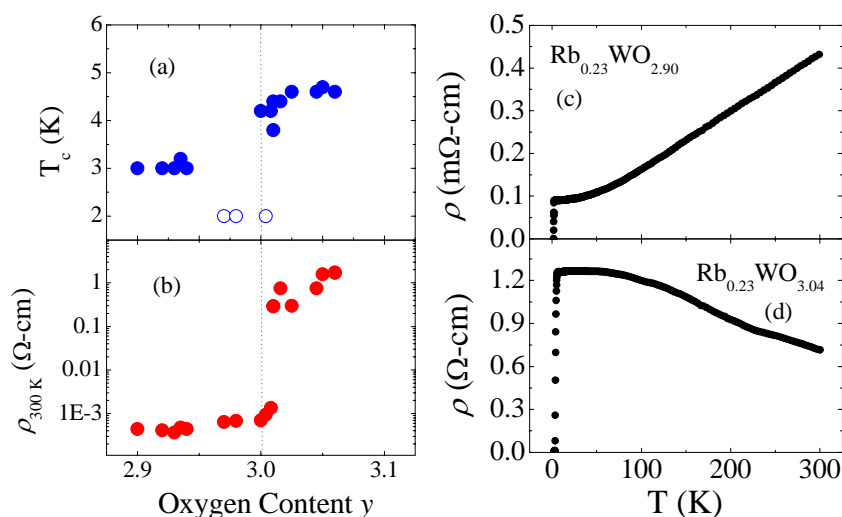 (a)
T_c (K)
6
5
4
3
2
(b)
ρ_300 K (Ω-cm)
1
0.1
0.01
1E-3
2.9 3.0 3.1
Oxygen Content y
Rb_0.23WO_2.90
(c)
ρ (mΩ-cm)
0.5
0.4
0.3
0.2
0.1
0.0
Rb_0.23WO_3.04
(d)
ρ (Ω-cm)
1.2
0.9
0.6
0.3
0.0
0 100 200 300
T (K)